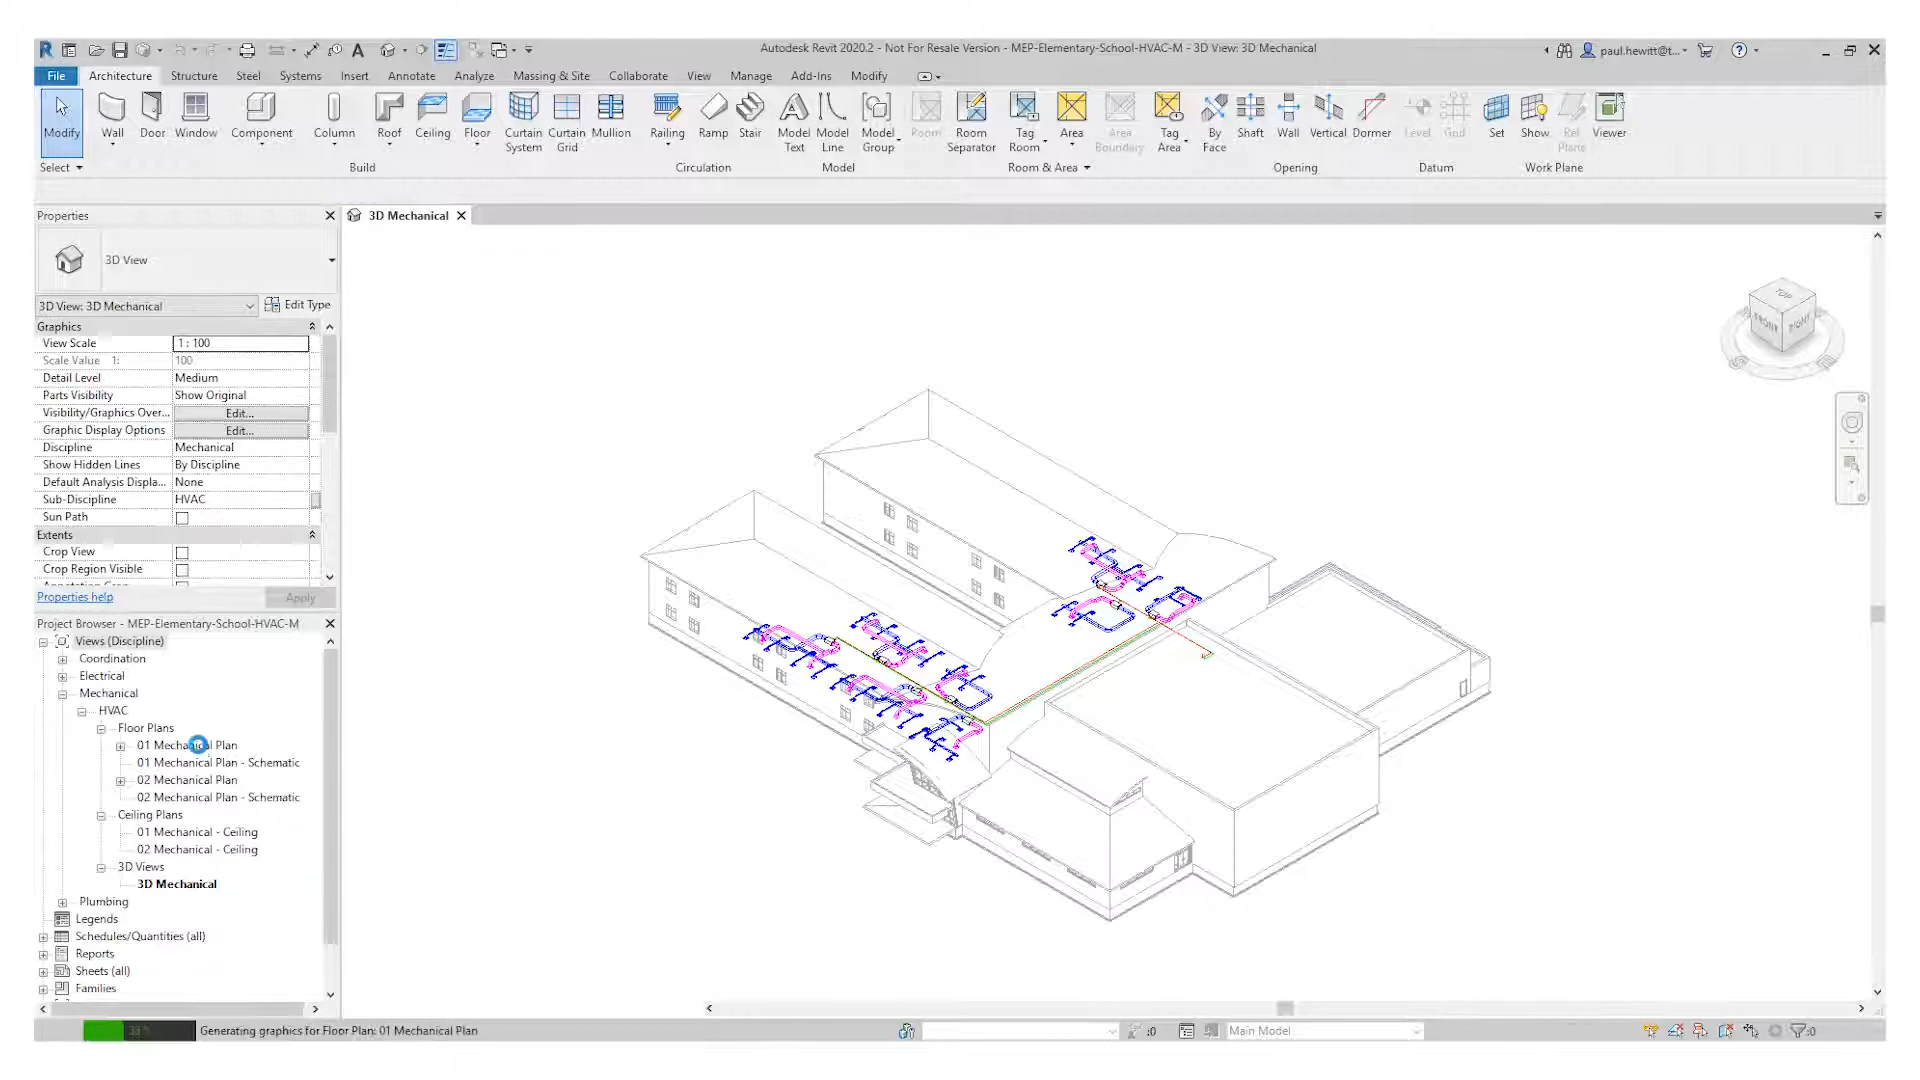 Autodesk Revit 2020.2 - Not For Resale Version - MEP-Elementary-School-HVAC-M - 3D View: 3D Mechanical
paul.hewitt@t...
File Architecture Structure Steel Systems Insert Annotate Analyze Massing & Site Collaborate View Manage Add-Ins Modify
Modify Wall Door Window Component Column Roof Ceiling Floor Curtain System Curtain Grid Mullion Railing Ramp Stair Model Text Model Line Model Group Room Room Separator Tag Room Area Area Boundary Tag Area By Face Shaft Wall Vertical Dormer Level Grid Set Show Ref Plane Viewer
Select Build Circulation Model Room & Area Opening Datum Work Plane
Properties
3D Mechanical
3D View
3D View: 3D Mechanical Edit Type
Graphics
View Scale 1 : 100
Scale Value 1: 100
Detail Level Medium
Parts Visibility Show Original
Visibility/Graphics Over... Edit...
Graphic Display Options Edit...
Discipline Mechanical
Show Hidden Lines By Discipline
Default Analysis Displa... None
Sub-Discipline HVAC
Sun Path
Extents
Crop View
Crop Region Visible
Properties help Apply
Project Browser - MEP-Elementary-School-HVAC-M
Views (Discipline)
Coordination
Electrical
Mechanical
HVAC
Floor Plans
01 Mechanical Plan
01 Mechanical Plan - Schematic
02 Mechanical Plan
02 Mechanical Plan - Schematic
Ceiling Plans
01 Mechanical - Ceiling
02 Mechanical - Ceiling
3D Views
3D Mechanical
Plumbing
Legends
Schedules/Quantities (all)
Reports
Sheets (all)
Families
TOP
FRONT
RIGHT
Generating graphics for Floor Plan: 01 Mechanical Plan
:0
Main Model
:0